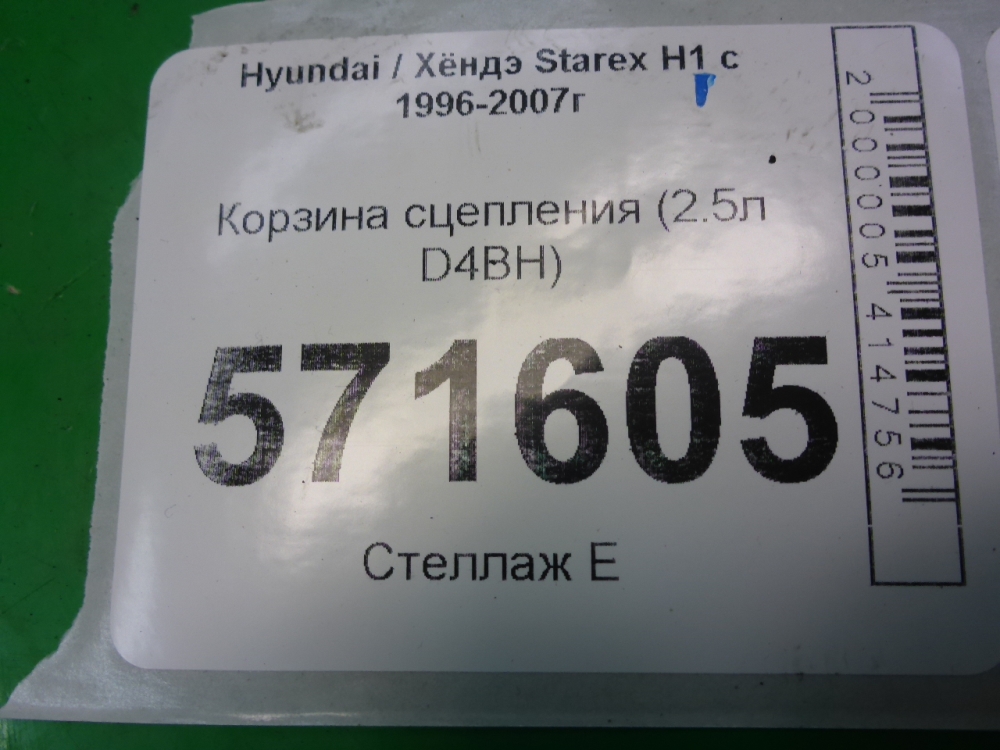 Hyundai / Хёндэ Starex H1 с
1996-2007г
Корзина сцепления (2.5л
D4BH)
571605
Стеллаж Е
2000005414756